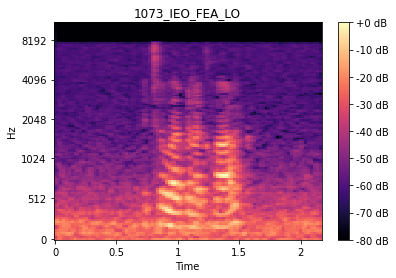 1073_IEO_FEA_LO
8192
4096
2048
1024
512
0
Hz
0
0.5
1
1.5
2
Time
+0 dB
-10 dB
-20 dB
-30 dB
-40 dB
-50 dB
-60 dB
-70 dB
-80 dB